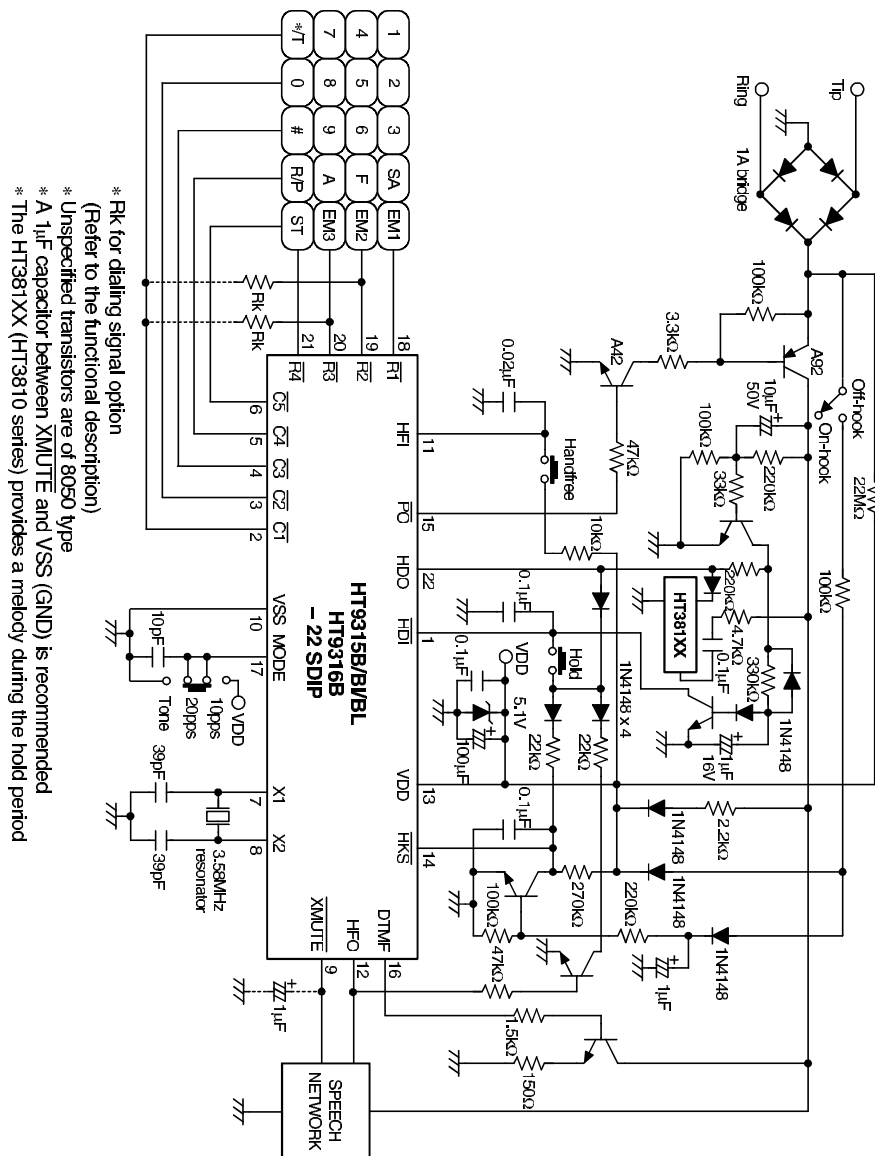 Tip
Ring
1A bridge
Off-hook
On-hook
22MΩ
100kΩ
A92
100kΩ
3.3kΩ
A42
47kΩ
10μF
50V
100kΩ
220kΩ
33kΩ
220kΩ
HT381XX
4.7kΩ
0.1μF
330kΩ
1N4148
1μF
16V
2.2kΩ
1N4148
1N4148
1N4148
0.02μF
Handfree
10kΩ
0.1μF
Hold
1N4148 x 4
VDD
0.1μF
5.1V
100μF
22kΩ
22kΩ
0.1μF
270kΩ
220kΩ
1μF
100kΩ
47kΩ
1.5kΩ
150Ω
1
2
3
SA
EM1
4
5
6
F
EM2
7
8
9
A
EM3
*/T
0
#
R/P
ST
Rk
Rk
18
19
20
21
R1
R2
R3
R4
11
HFI
15
PO
22
HDO
1
HDI
13
VDD
14
HKS
16
DTMF
12
HFO
9
XMUTE
HT9315B/BI/BL
HT9316B
– 22 SDIP
C5
C4
C3
C2
C1
6
5
4
3
2
VSS
MODE
10
17
X1
X2
7
8
10pF
Tone
20pps
10pps
VDD
39pF
39pF
3.58MHz
resonator
1μF
SPEECH
NETWORK
* Rk for dialing signal option
(Refer to the functional description)
* Unspecified transistors are of 8050 type
* A 1μF capacitor between XMUTE and VSS (GND) is recommended
* The HT381XX (HT3810 series) provides a melody during the hold period